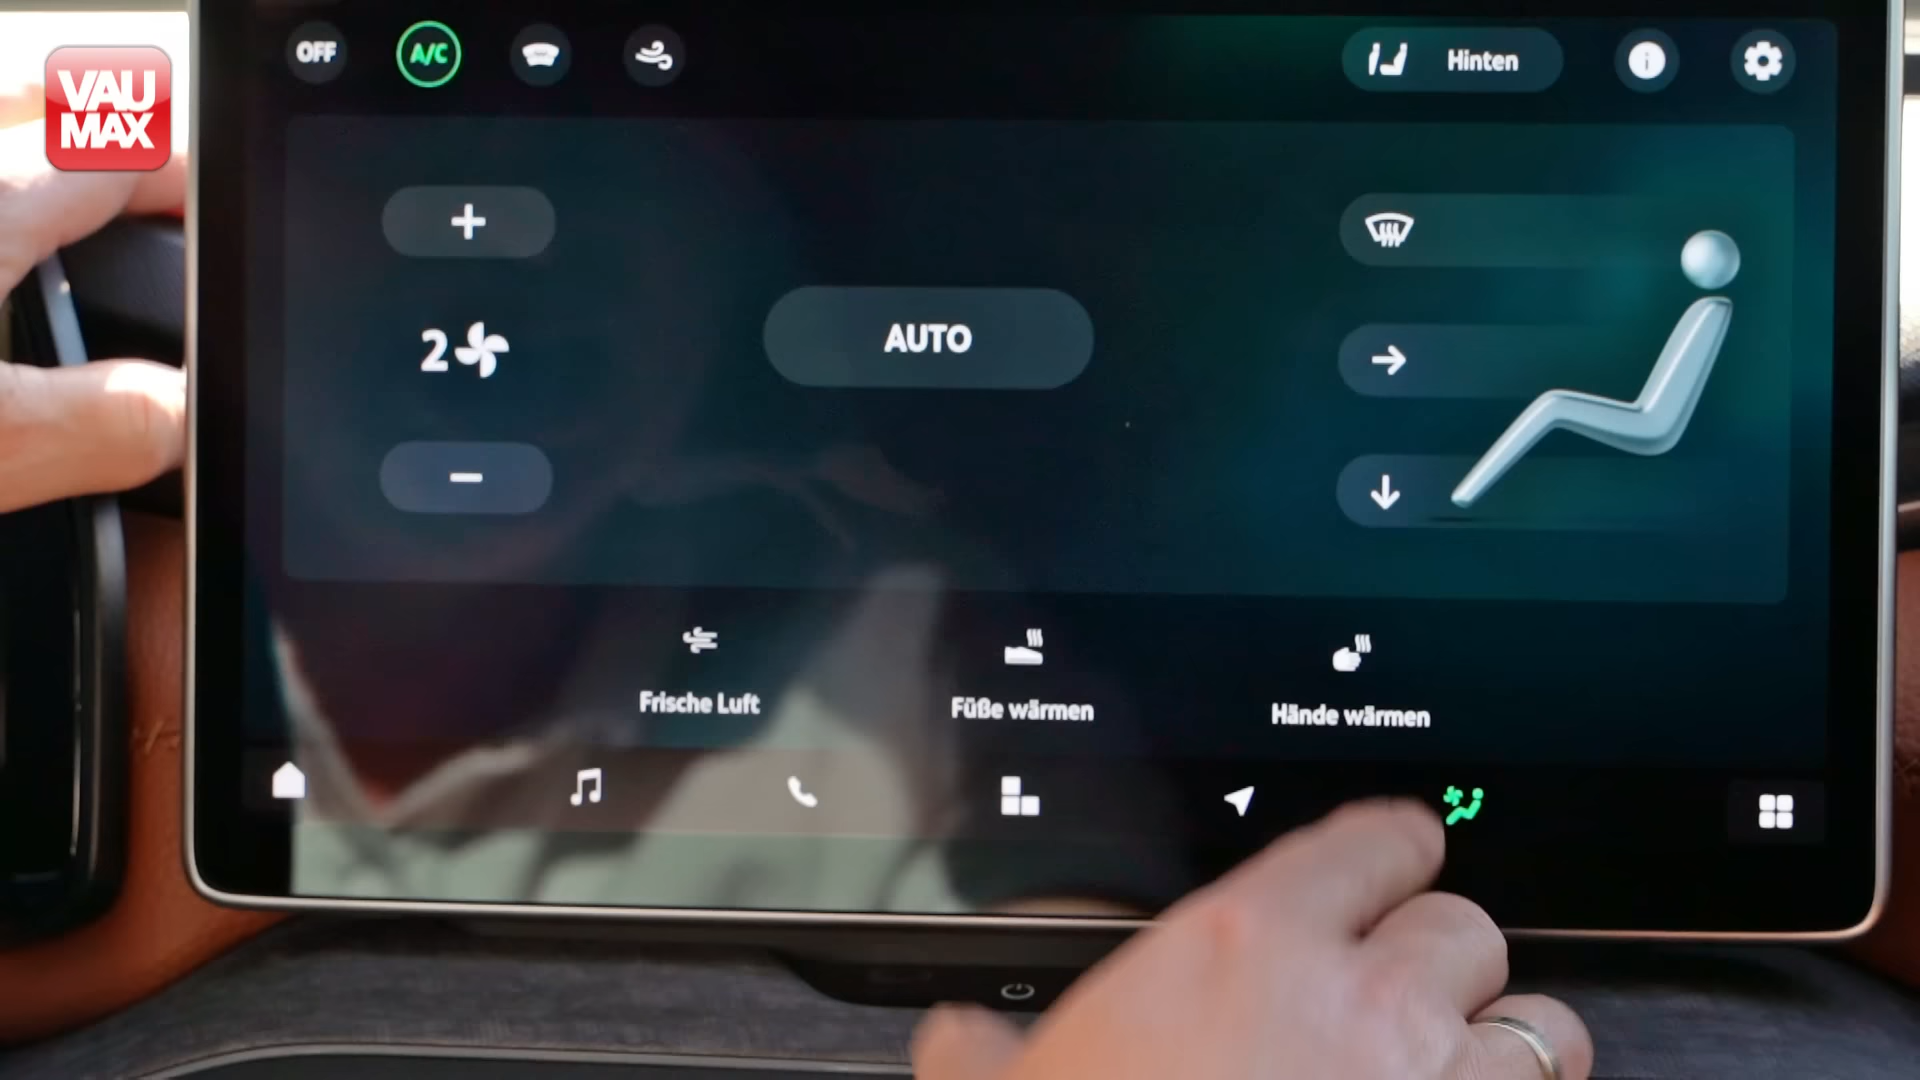 VAU
MAX
OFF
A/C
Hinten
2
AUTO
Frische Luft
Füße wärmen
Hände wärmen